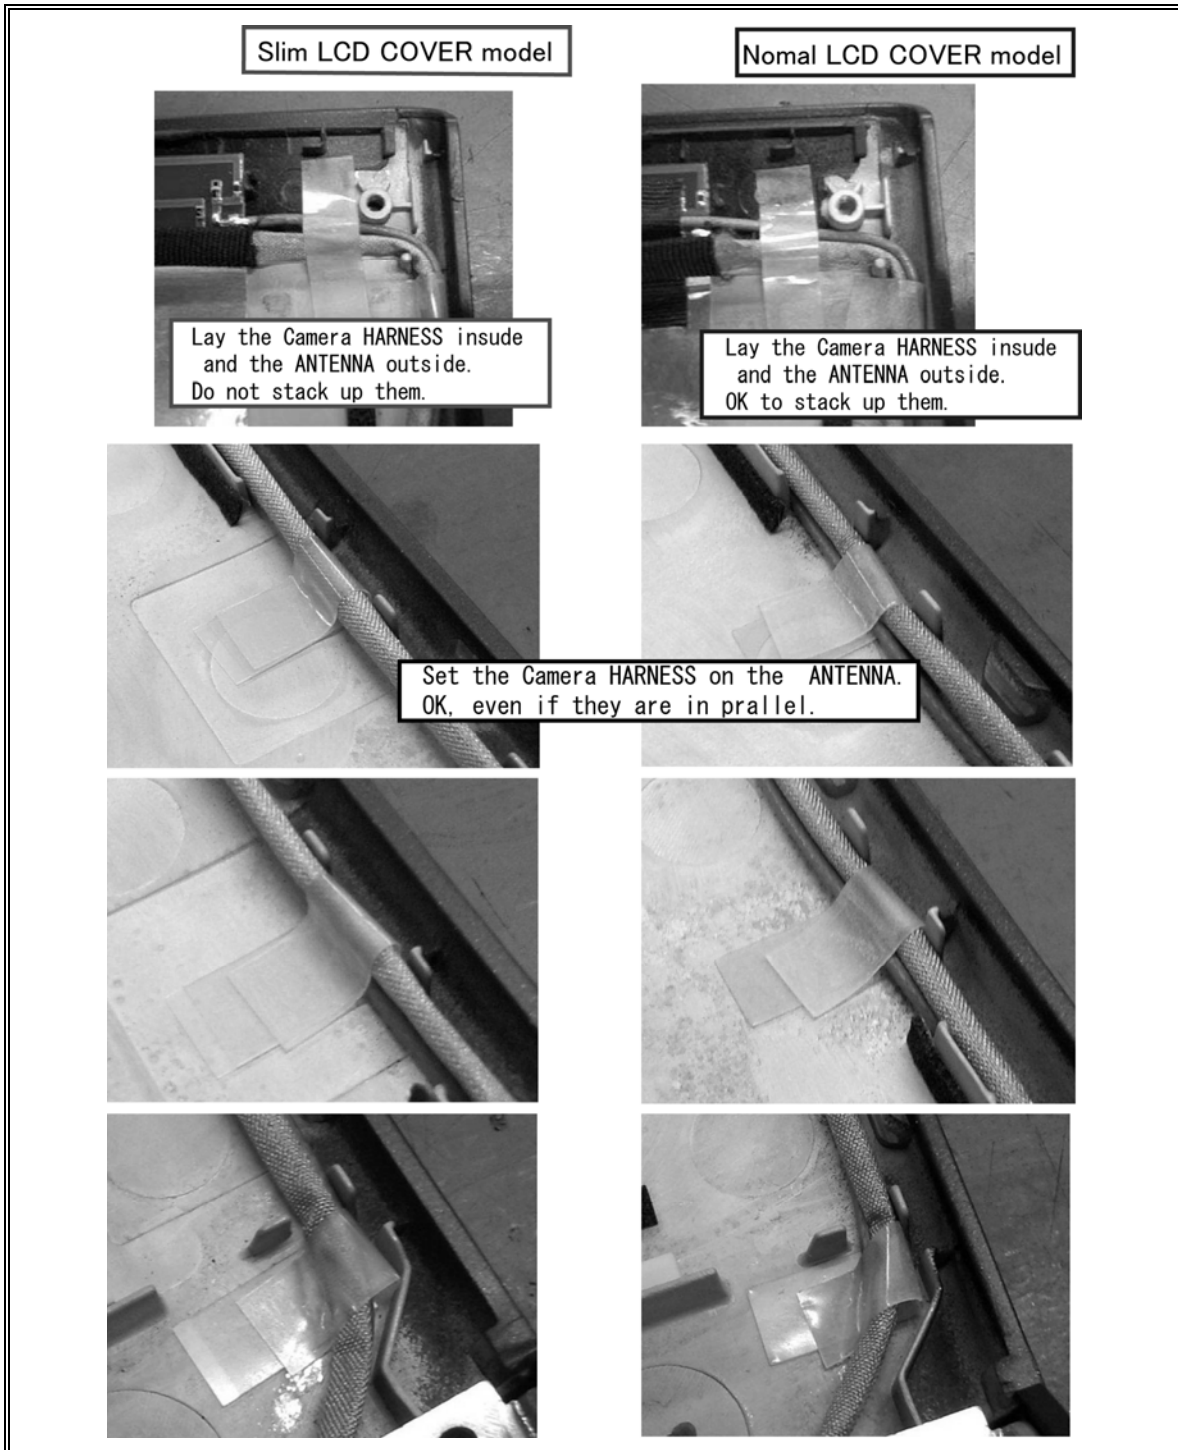 Slim LCD COVER model
Nomal LCD COVER model
Lay the Camera HARNESS insude
and the ANTENNA outside.
Do not stack up them.
Lay the Camera HARNESS insude
and the ANTENNA outside.
OK to stack up them.
Set the Camera HARNESS on the ANTENNA.
OK, even if they are in prallel.